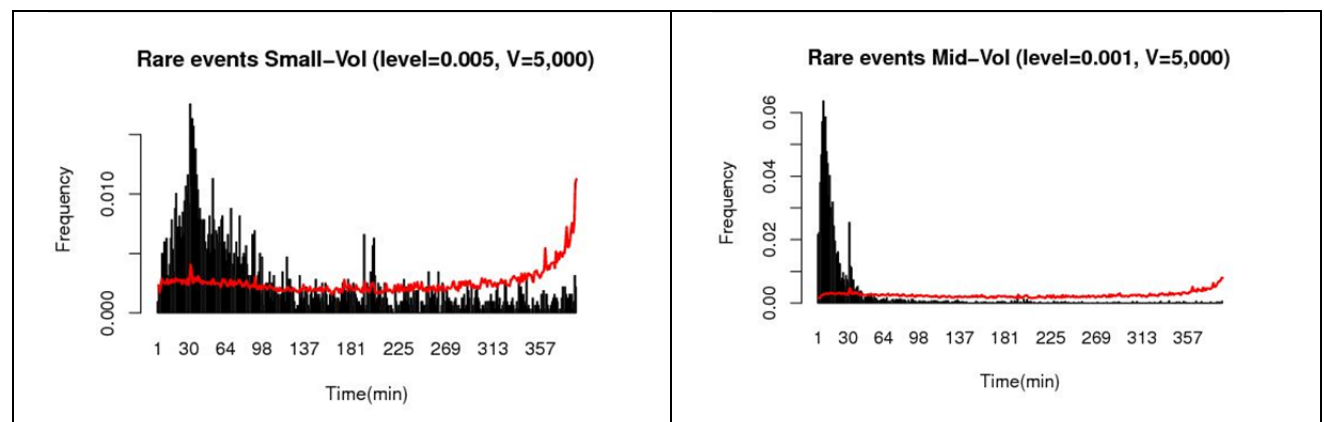 Rare events Small−Vol (level=0.005, V=5,000)
Frequency
0.010
0.000
1 30 64 98 137 181 225 269 313 357
Time(min)
Rare events Mid−Vol (level=0.001, V=5,000)
Frequency
0.06
0.04
0.02
0.00
1 30 64 98 137 181 225 269 313 357
Time(min)